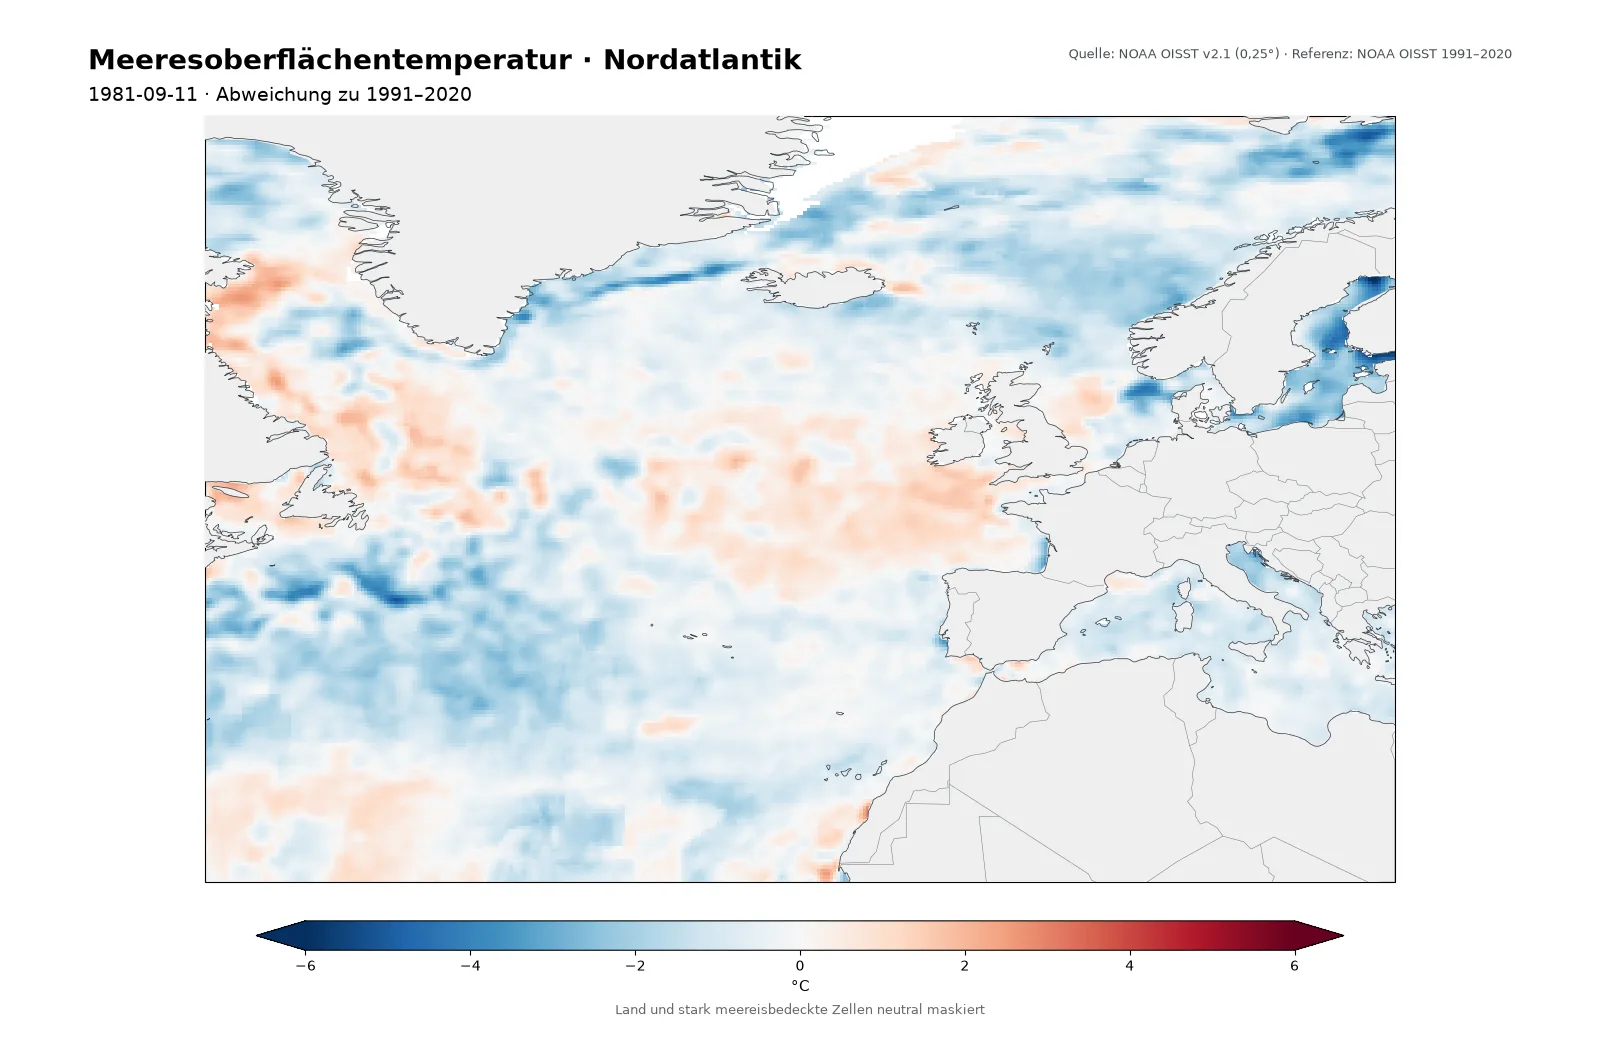 Meeresoberflächentemperatur · Nordatlantik
Quelle: NOAA OISST v2.1 (0,25°) · Referenz: NOAA OISST 1991–2020
1981-09-11 · Abweichung zu 1991–2020
−6 −4 −2 0 2 4 6
°C
Land und stark meereisbedeckte Zellen neutral maskiert